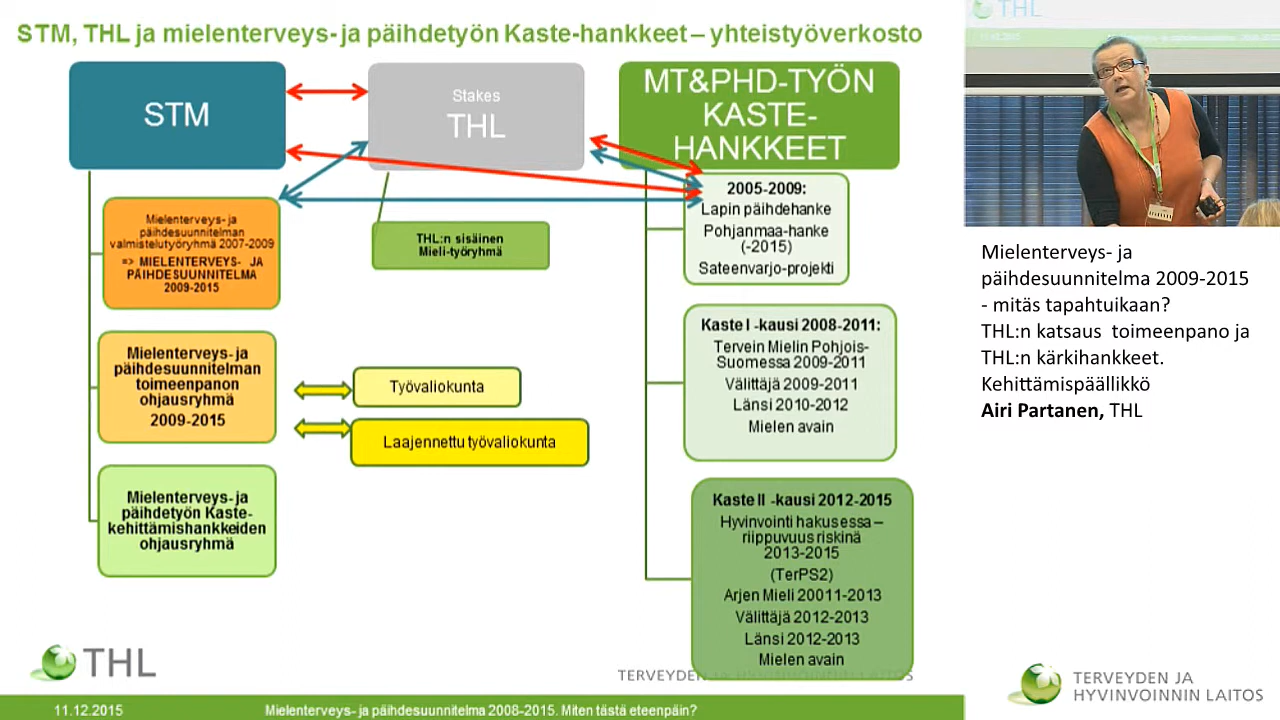 STM, THL ja mielenterveys- ja päihdetyön Kaste-hankkeet – yhteistyöverkosto
STM
Stakes
THL
MT&PHD-TYÖN
KASTE-
HANKKEET
Mielenterveys- ja
päihdesuunnitelman
valmistelutyöryhmä 2007-2009
=> MIELENTERVEYS- JA
PÄIHDESUUNNITELMA
2009-2015
THL:n sisäinen
Mieli-työryhmä
2005-2009:
Lapin päihdehanke
Pohjanmaa-hanke
(-2015)
Sateenvarjo-projekti
Mielenterveys- ja
päihdesuunnitelman
toimeenpanon
ohjausryhmä
2009-2015
Työvaliokunta
Laajennettu työvaliokunta
Kaste I -kausi 2008-2011:
Tervein Mielin Pohjois-
Suomessa 2009-2011
Välittäjä 2009-2011
Länsi 2010-2012
Mielen avain
Mielenterveys- ja
päihdetyön Kaste-
kehittämishankkeiden
ohjausryhmä
Kaste II -kausi 2012-2015
Hyvinvointi hakusessa –
riippuvuus riskinä
2013-2015
(TerPS2)
Arjen Mieli 20011-2013
Välittäjä 2012-2013
Länsi 2012-2013
Mielen avain
THL
TERVEYDEN JA HYVINVOINNIN LAITOS
11.12.2015
Mielenterveys- ja päihdesuunnitelma 2008-2015. Miten tästä eteenpäin?
THL
Mielenterveys- ja
päihdesuunnitelma 2009-2015
- mitäs tapahtuikaan?
THL:n katsaus toimeenpano ja
THL:n kärkihankkeet.
Kehittämispäällikkö
Airi Partanen, THL
TERVEYDEN JA
HYVINVOINNIN LAITOS